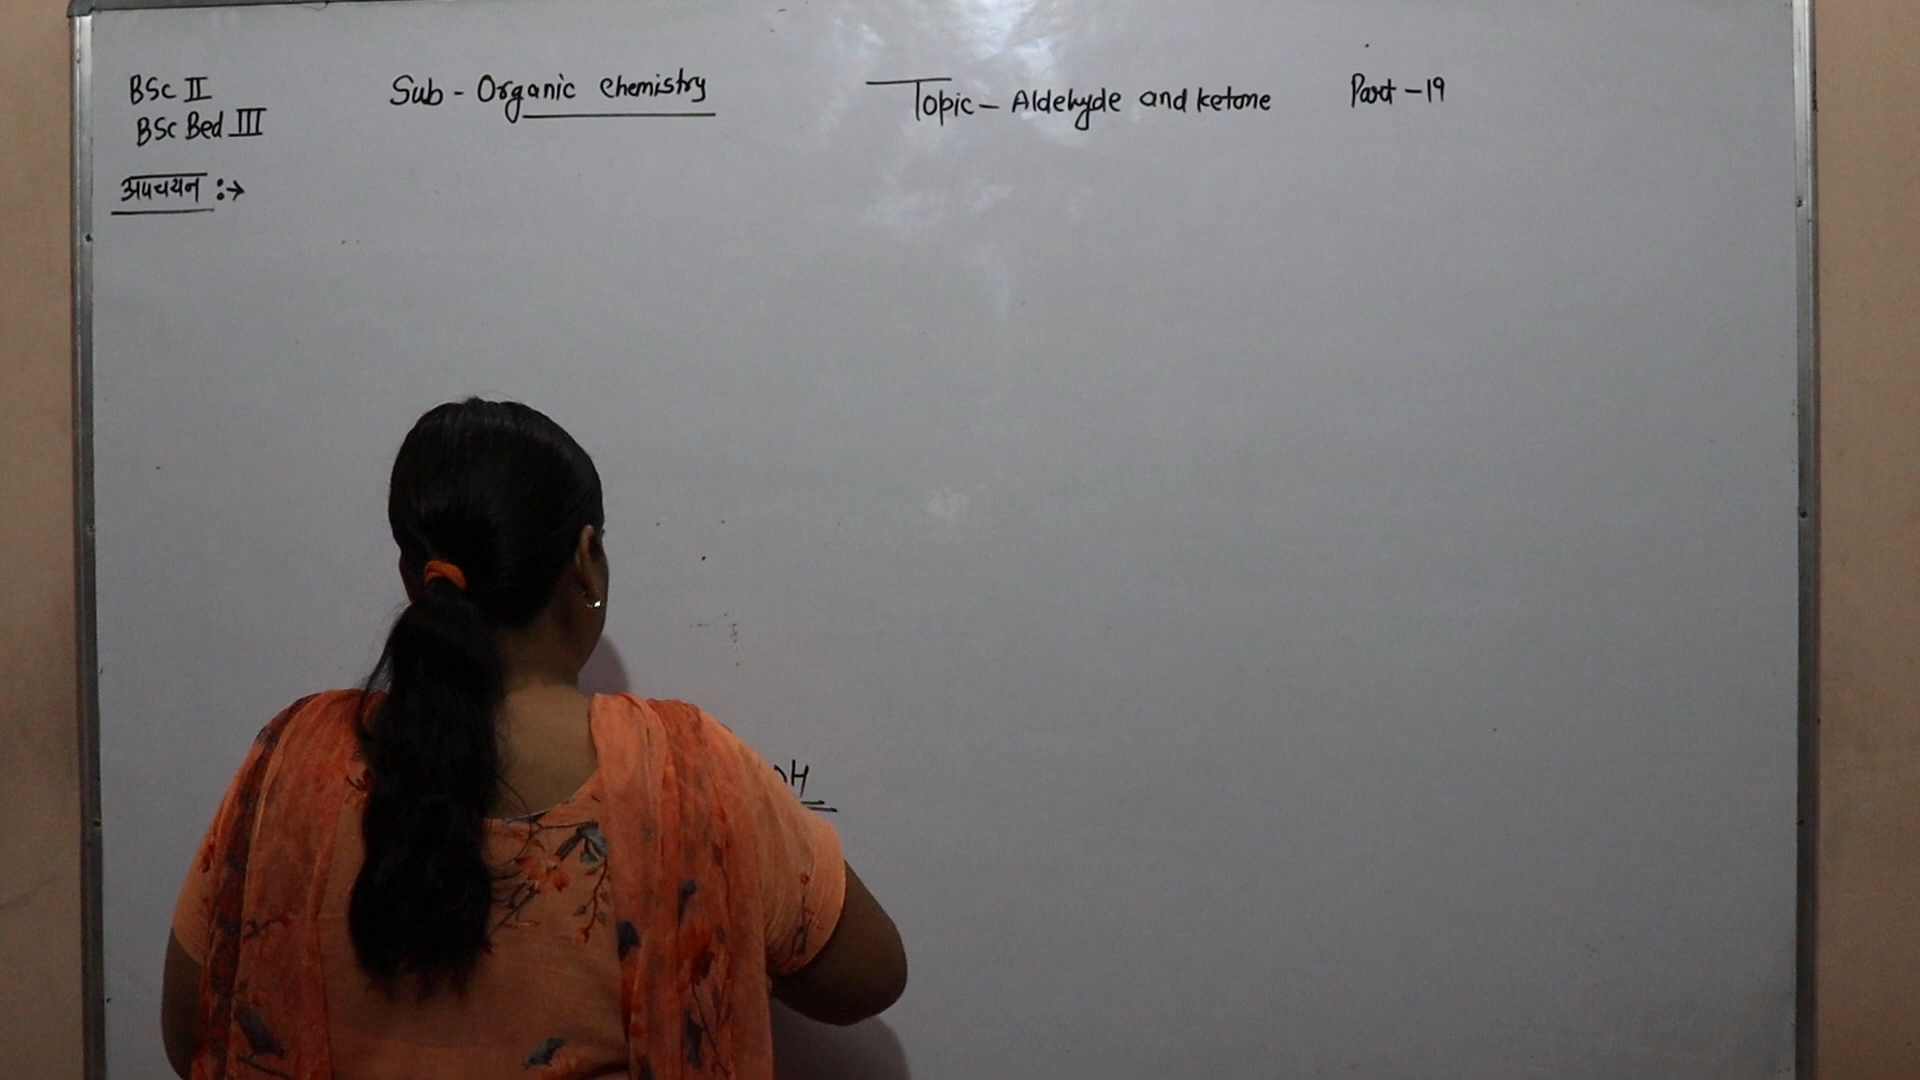 BSc II Sub - Organic chemistry Topic - Aldehyde and ketone Part - 19
BSc Bed III
अपचयन :→